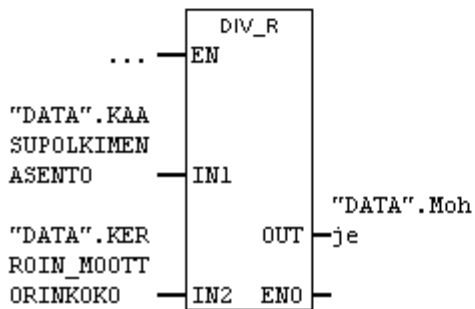 DIV_R
... EN
"DATA".KAA
SUPOLKIMEN
ASENTO IN1
"DATA".Moh
"DATA".KER OUT je
ROIN_MOOTT
ORINKOKO IN2 ENO